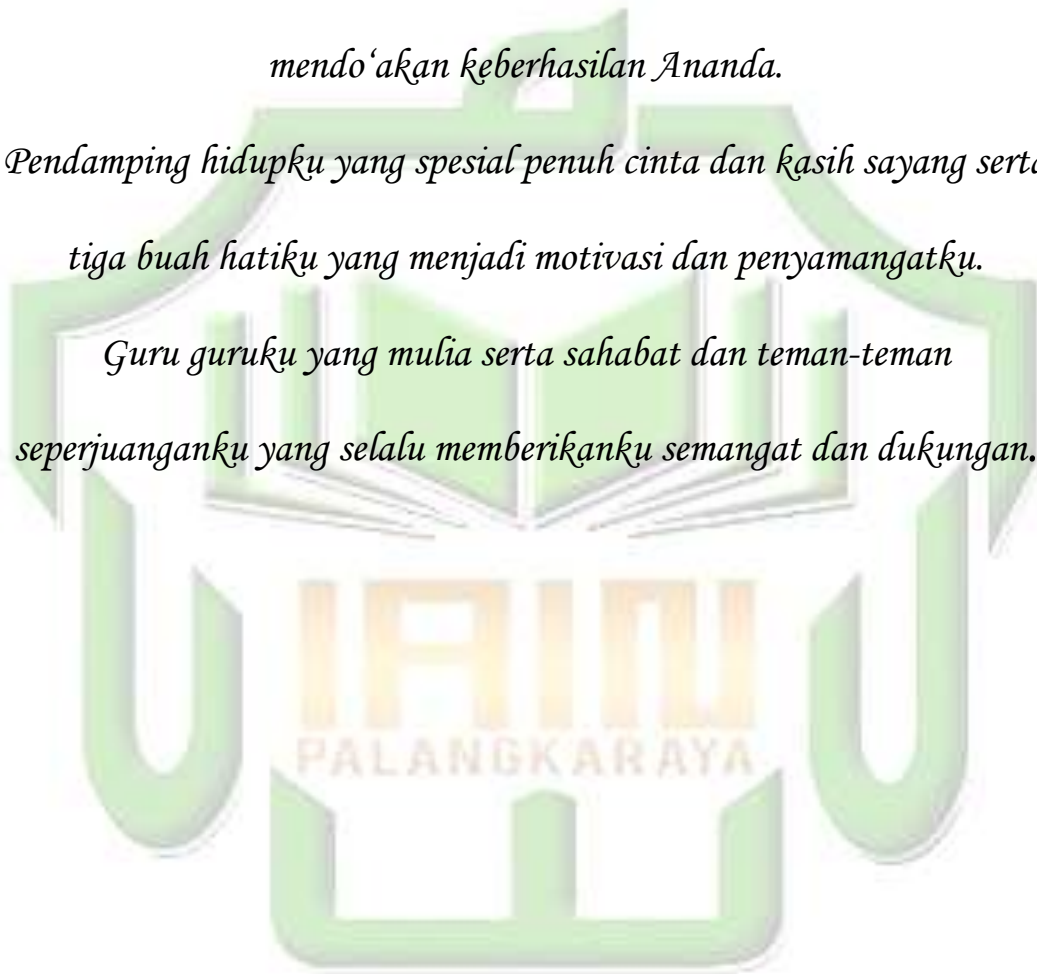 mendo‘akan keberhasilan Ananda.
Pendamping hidupku yang spesial penuh cinta dan kasih sayang serta
tiga buah hatiku yang menjadi motivasi dan penyamangatku.
Guru guruku yang mulia serta sahabat dan teman-teman
seperjuanganku yang selalu memberikanku semangat dan dukungan.
IAIN
PALANGKARAYA